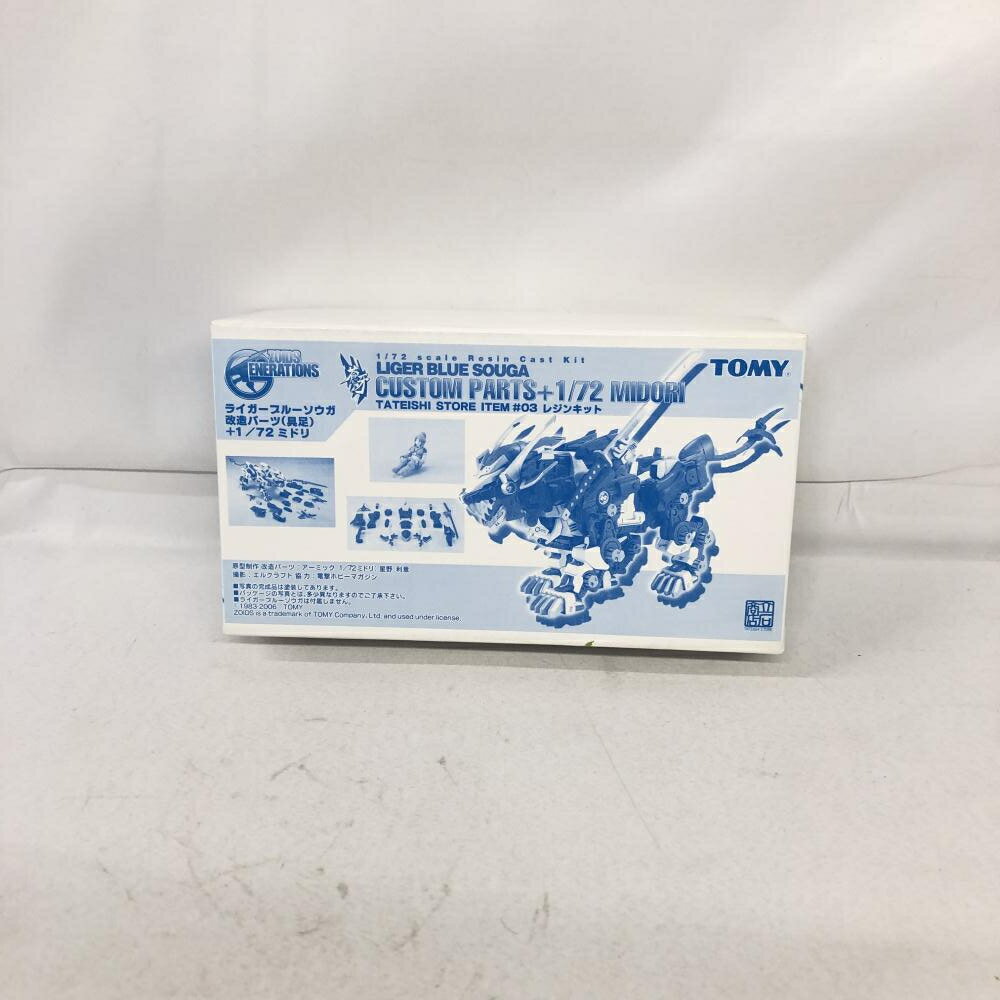 ZOIDS
GENERATIONS
1/72 scale Resin Cast Kit
LIGER BLUE SOUGA
CUSTOM PARTS+1/72 MIDORI
TATEISHI STORE ITEM #03 レジンキット
TOMY
ライガーブルーソウガ
改造パーツ(具足)
+1/72 ミドリ
原型制作 改造パーツ:アーミック 1/72ミドリ:星野 利意
撮影:エルクラフト 協力:電撃ホビーマガジン
■写真の完成品は塗装してあります。
■パッケージの写真とは、多少異なりますのでご了承下さい。
■ライガーブルーソウガは付属しません。
©1983-2006 TOMY
ZOIDS is a trademark of TOMY Company, Ltd. and used under license.
立石商店